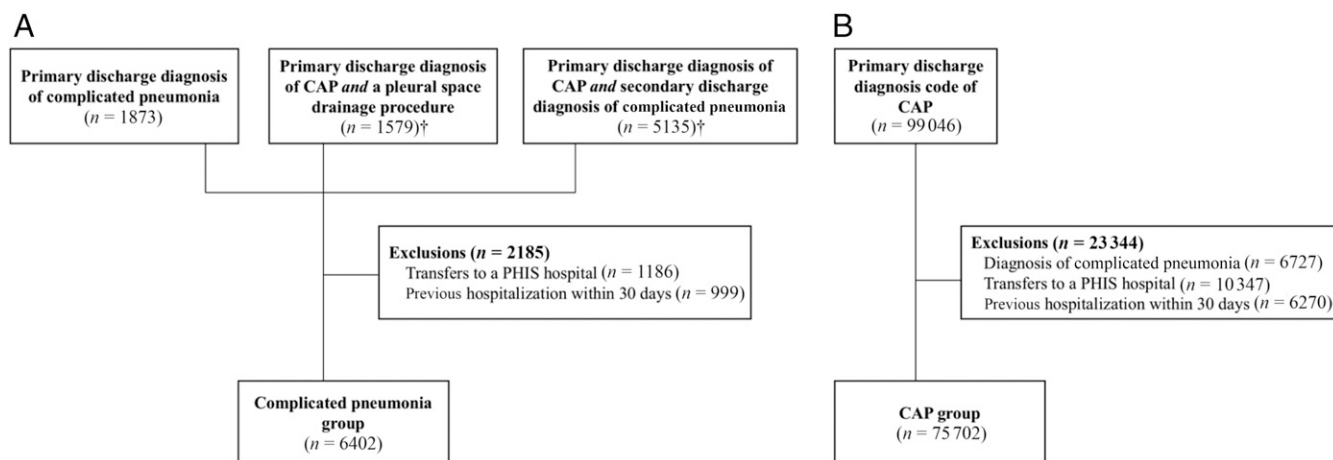 A
Primary discharge diagnosis
of complicated pneumonia
(n = 1873)
Primary discharge diagnosis
of CAP and a pleural space
drainage procedure
(n = 1579)†
Primary discharge diagnosis of
CAP and secondary discharge
diagnosis of complicated pneumonia
(n = 5135)†
Exclusions (n = 2185)
Transfers to a PHIS hospital (n = 1186)
Previous hospitalization within 30 days (n = 999)
Complicated pneumonia
group
(n = 6402)
B
Primary discharge
diagnosis code of
CAP
(n = 99 046)
Exclusions (n = 23 344)
Diagnosis of complicated pneumonia (n = 6727)
Transfers to a PHIS hospital (n = 10 347)
Previous hospitalization within 30 days (n = 6270)
CAP group
(n = 75 702)